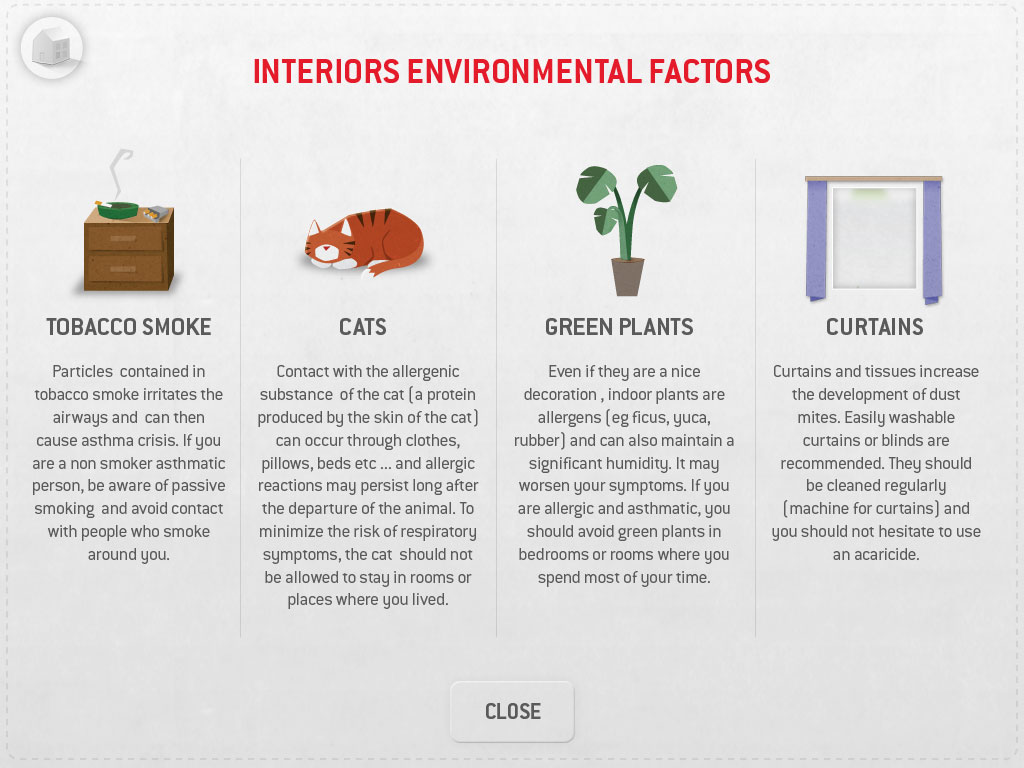 INTERIORS ENVIRONMENTAL FACTORS
TOBACCO SMOKE
Particles contained in
tobacco smoke irritates the
airways and can then
cause asthma crisis. If you
are a non smoker asthmatic
person, be aware of passive
smoking and avoid contact
with people who smoke
around you.
CATS
Contact with the allergenic
substance of the cat (a protein
produced by the skin of the cat)
can occur through clothes,
pillows, beds etc ... and allergic
reactions may persist long after
the departure of the animal. To
minimize the risk of respiratory
symptoms, the cat should not
be allowed to stay in rooms or
places where you lived.
GREEN PLANTS
Even if they are a nice
decoration , indoor plants are
allergens (eg ficus, yuca,
rubber) and can also maintain a
significant humidity. It may
worsen your symptoms. If you
are allergic and asthmatic, you
should avoid green plants in
bedrooms or rooms where you
spend most of your time.
CURTAINS
Curtains and tissues increase
the development of dust
mites. Easily washable
curtains or blinds are
recommended. They should
be cleaned regularly
(machine for curtains) and
you should not hesitate to use
an acaricide.
CLOSE